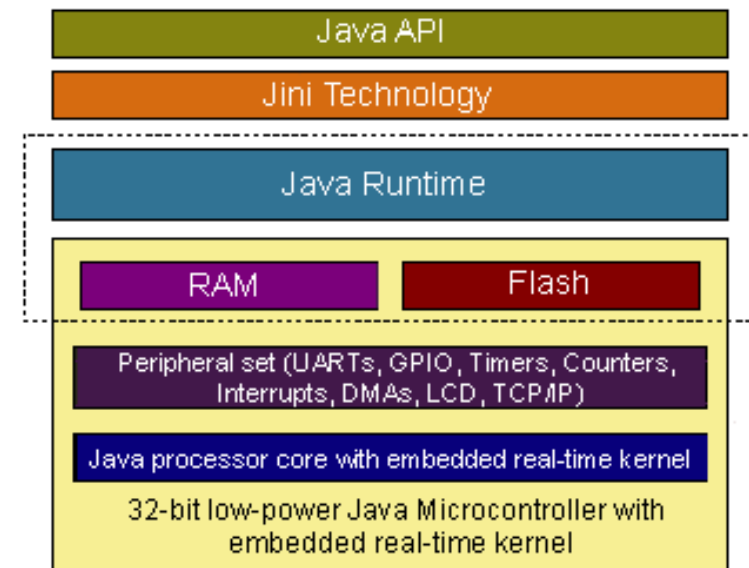 Java API
Jini Technology
Java Runtime
RAM
Flash
Peripheral set (UARTs, GPIO, Timers, Counters,
Interrupts, DMAs, LCD, TCP/IP)
Java processor core with embedded real-time kernel
32-bit low-power Java Microcontroller with
embedded real-time kernel